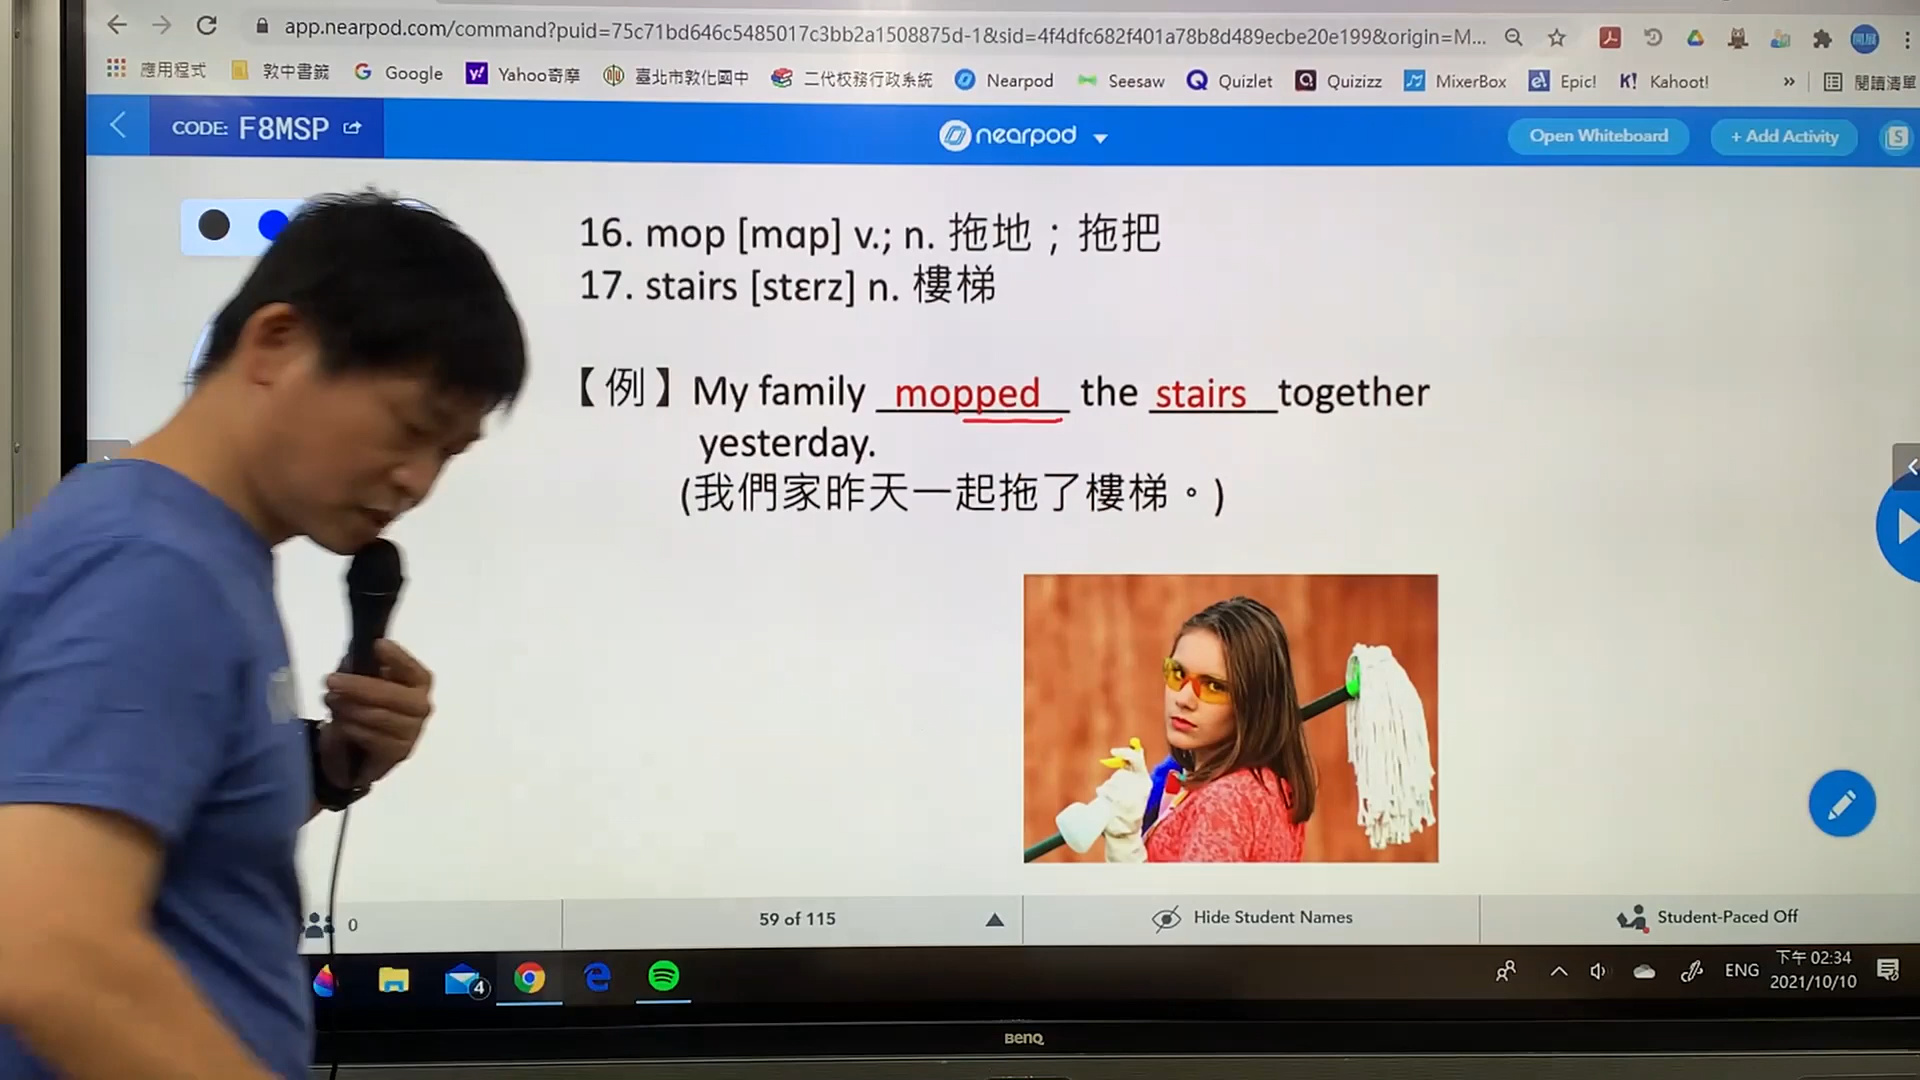 app.nearpod.com/command?puid=75c71bd646c5485017c3bb2a1508875d-1&sid=4f4dfc682f401a78b8d489ecbe20e199&origin=M...
應用程式 敦中書籤 Google Yahoo奇摩 臺北市敦化國中 二代校務行政系統 Nearpod Seesaw Quizlet Quizizz MixerBox Epic! Kahoot! » 閱讀清單
CODE: F8MSP nearpod Open Whiteboard + Add Activity
16. mop [mɑp] v.; n. 拖地；拖把
17. stairs [stɛrz] n. 樓梯
【例】My family mopped the stairs together
yesterday.
(我們家昨天一起拖了樓梯。)
0 59 of 115 Hide Student Names Student-Paced Off
4 ENG 下午 02:34
2021/10/10
BenQ